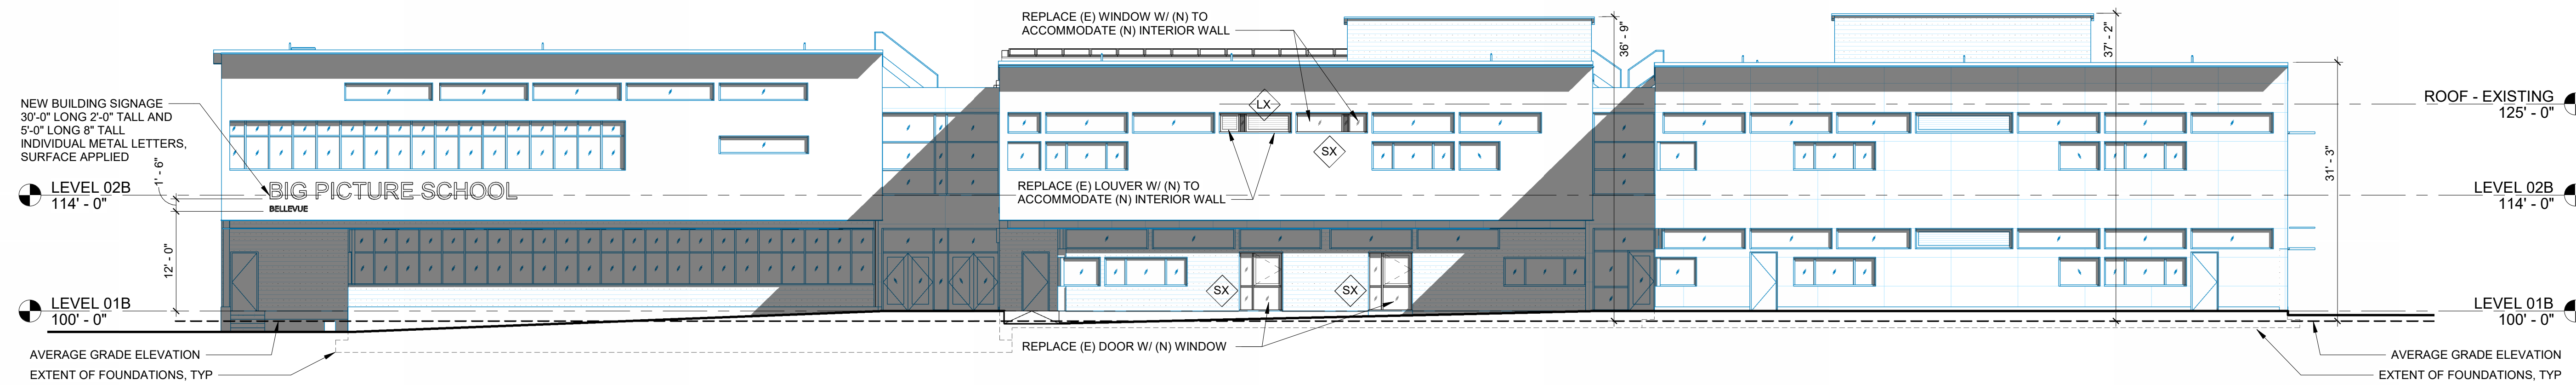 NEW BUILDING SIGNAGE
30'-0" LONG 2'-0" TALL AND
5'-0" LONG 8" TALL
INDIVIDUAL METAL LETTERS,
SURFACE APPLIED
1' - 6"
LEVEL 02B
114' - 0"
12' - 0"
LEVEL 01B
100' - 0"
AVERAGE GRADE ELEVATION
EXTENT OF FOUNDATIONS, TYP
BIG PICTURE SCHOOL
BELLEVUE
REPLACE (E) WINDOW W/ (N) TO
ACCOMMODATE (N) INTERIOR WALL
LX
SX
REPLACE (E) LOUVER W/ (N) TO
ACCOMMODATE (N) INTERIOR WALL
SX
SX
REPLACE (E) DOOR W/ (N) WINDOW
36' - 9"
37' - 2"
31' - 3"
ROOF - EXISTING
125' - 0"
LEVEL 02B
114' - 0"
LEVEL 01B
100' - 0"
AVERAGE GRADE ELEVATION
EXTENT OF FOUNDATIONS, TYP